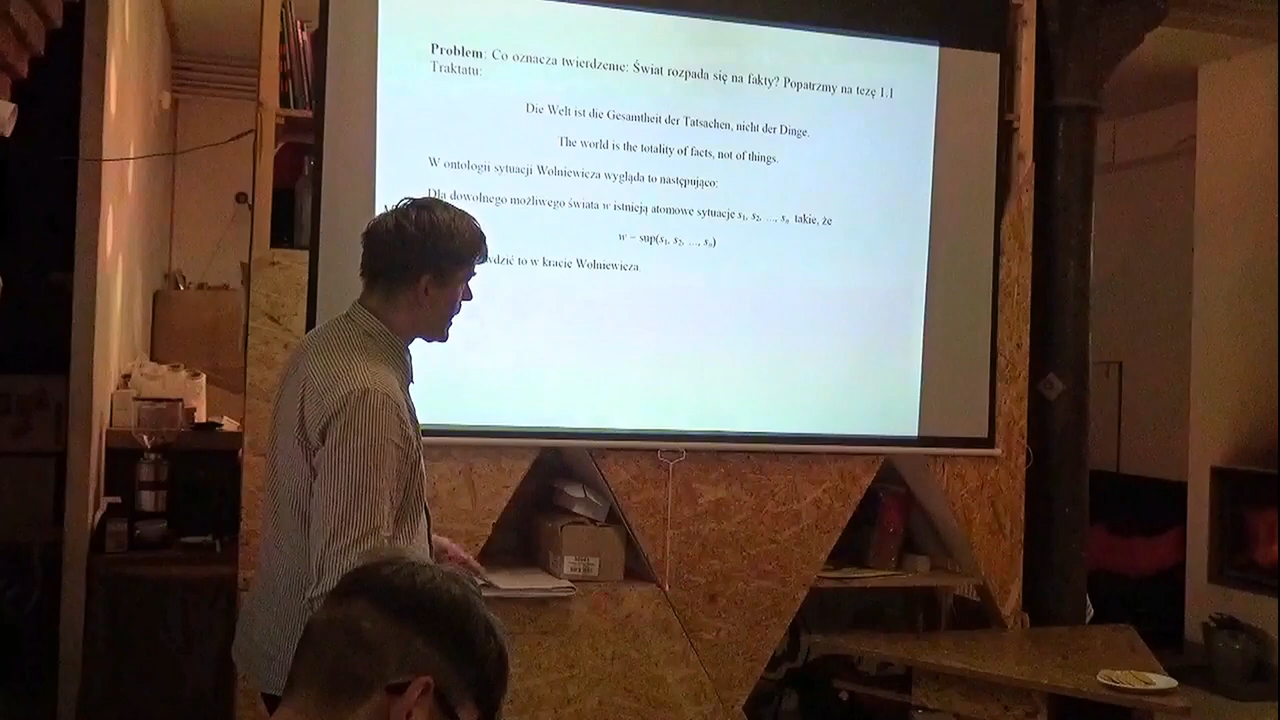 Problem: Co oznacza twierdzenie: Świat rozpada się na fakty? Popatrzmy na tezę 1.1
Traktatu:
Die Welt ist die Gesamtheit der Tatsachen, nicht der Dinge.
The world is the totality of facts, not of things.
W ontologii sytuacji Wolniewicza wygląda to następująco:
Dla dowolnego możliwego świata w istnieją atomowe sytuacje s₁, s₂, ..., sₙ takie, że
w = sup(s₁, s₂, ..., sₙ)
to w kracie Wolniewicza.